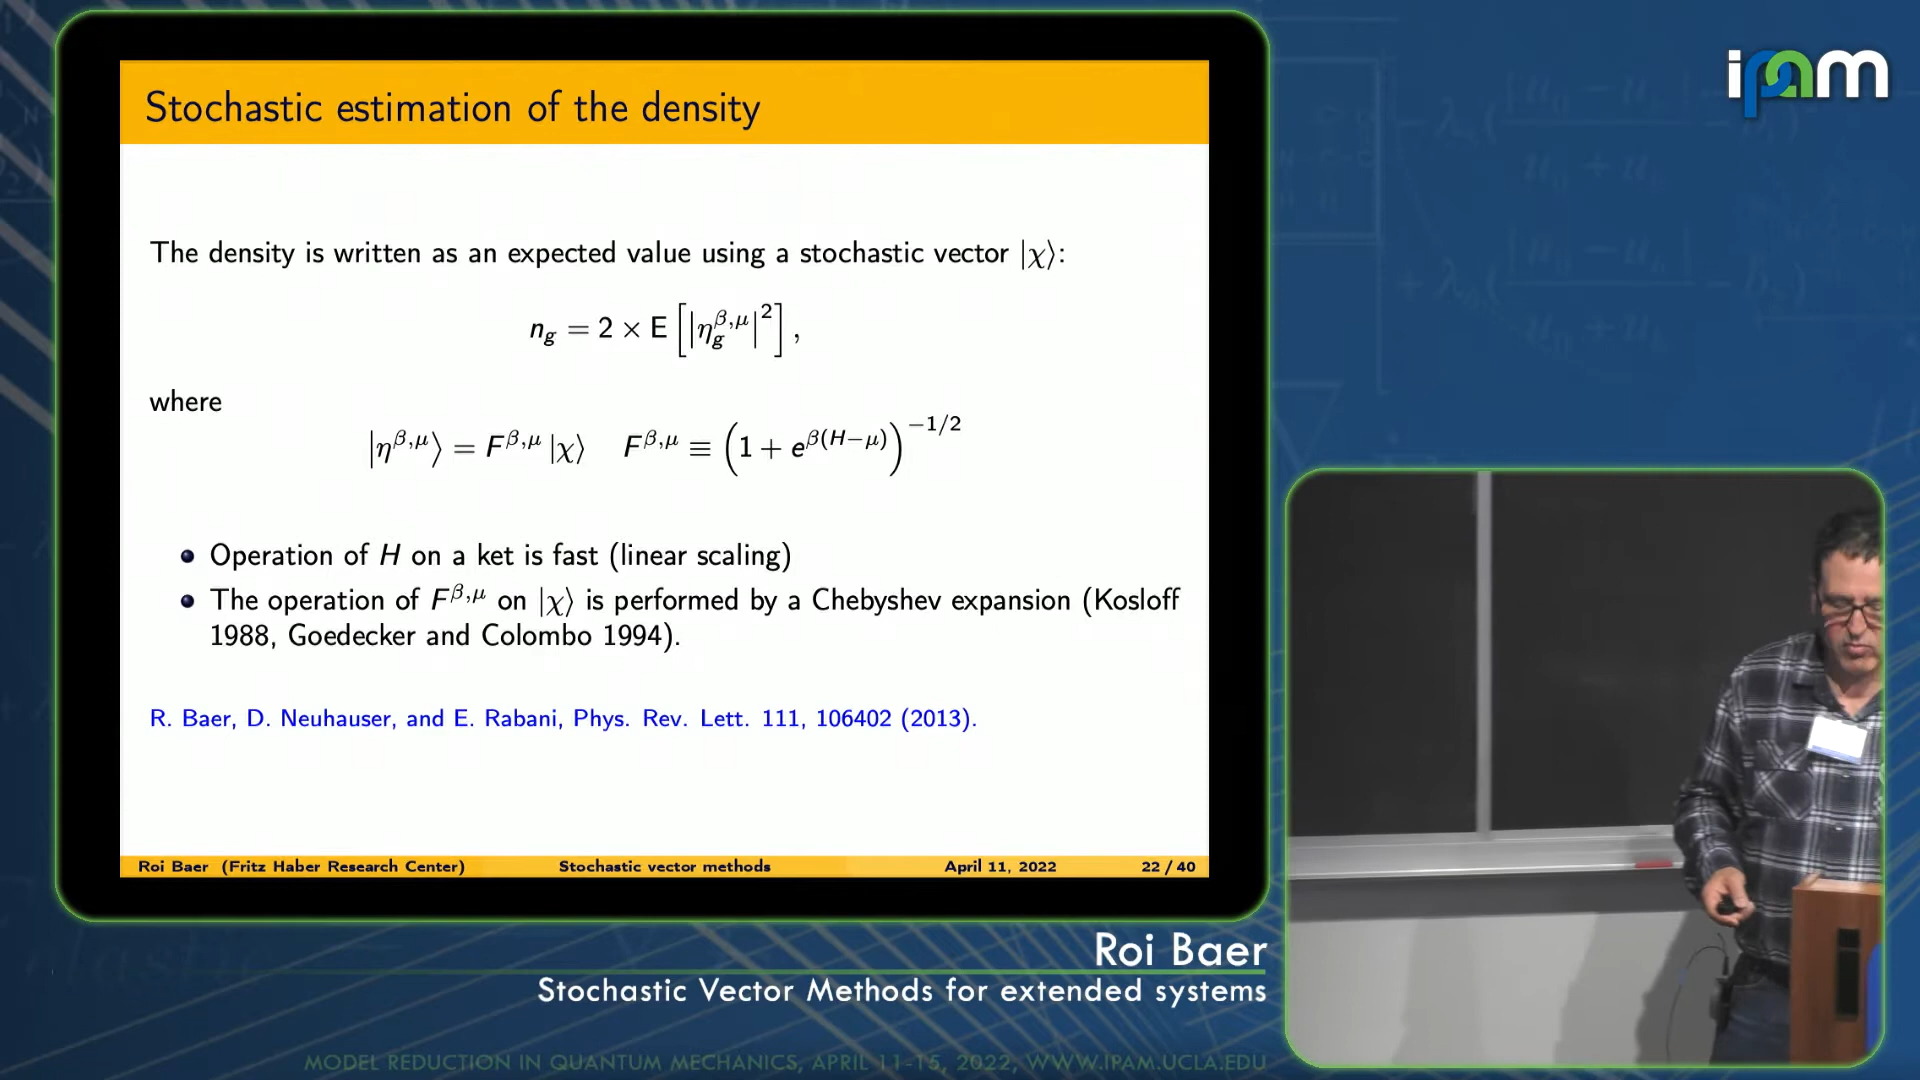 ipam
Stochastic estimation of the density
The density is written as an expected value using a stochastic vector |χ⟩:
n_g = 2 × E [|η_g^{β,μ}|^2],
where
|η^{β,μ}⟩ = F^{β,μ} |χ⟩ F^{β,μ} ≡ (1 + e^{β(H−μ)})^{−1/2}
• Operation of H on a ket is fast (linear scaling)
• The operation of F^{β,μ} on |χ⟩ is performed by a Chebyshev expansion (Kosloff
1988, Goedecker and Colombo 1994).
R. Baer, D. Neuhauser, and E. Rabani, Phys. Rev. Lett. 111, 106402 (2013).
Roi Baer (Fritz Haber Research Center) Stochastic vector methods April 11, 2022 22 / 40
Roi Baer
Stochastic Vector Methods for extended systems
MODEL REDUCTION IN QUANTUM MECHANICS, APRIL 11-15, 2022, WWW.IPAM.UCLA.EDU